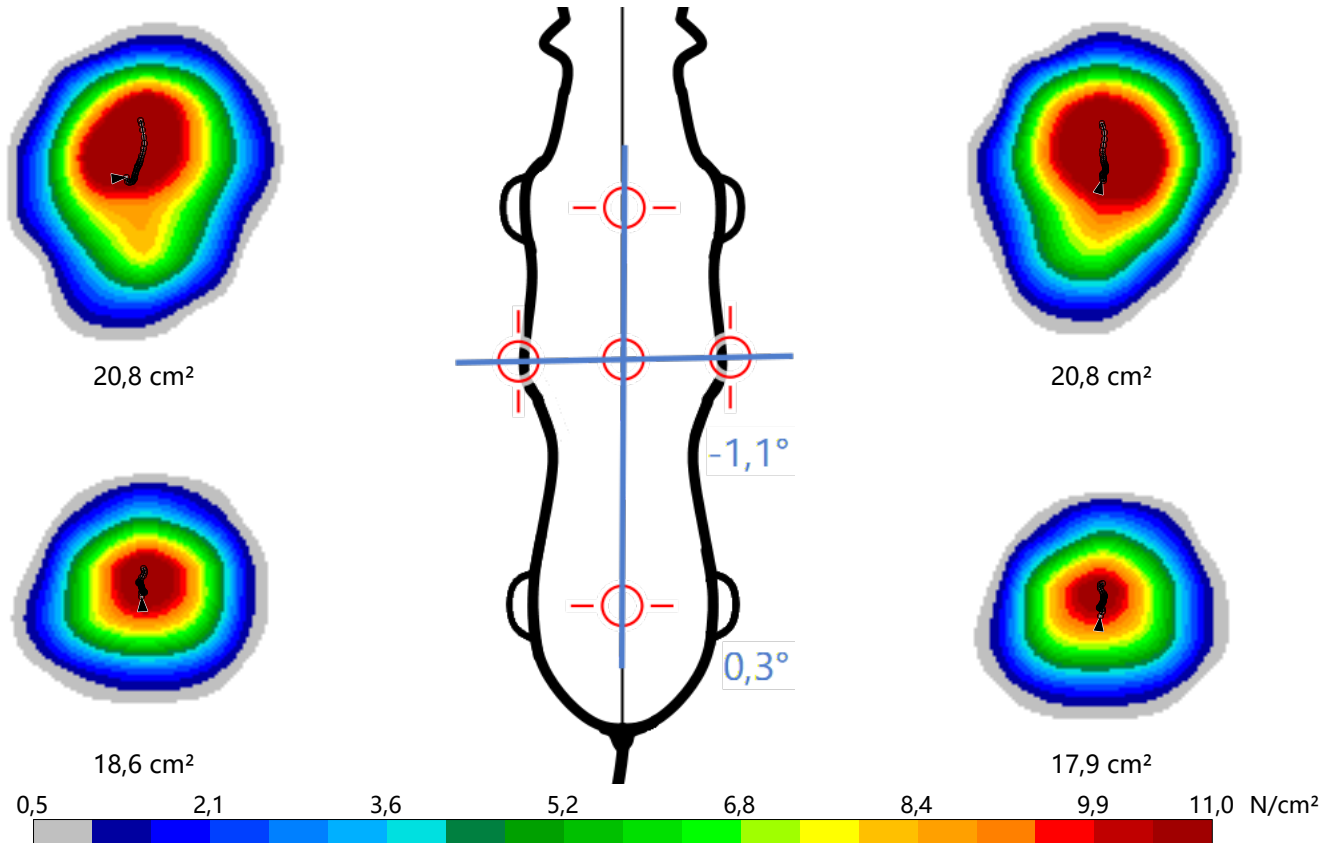 20,8 cm²
20,8 cm²
-1,1°
0,3°
18,6 cm²
17,9 cm²
0,5 2,1 3,6 5,2 6,8 8,4 9,9 11,0 N/cm²